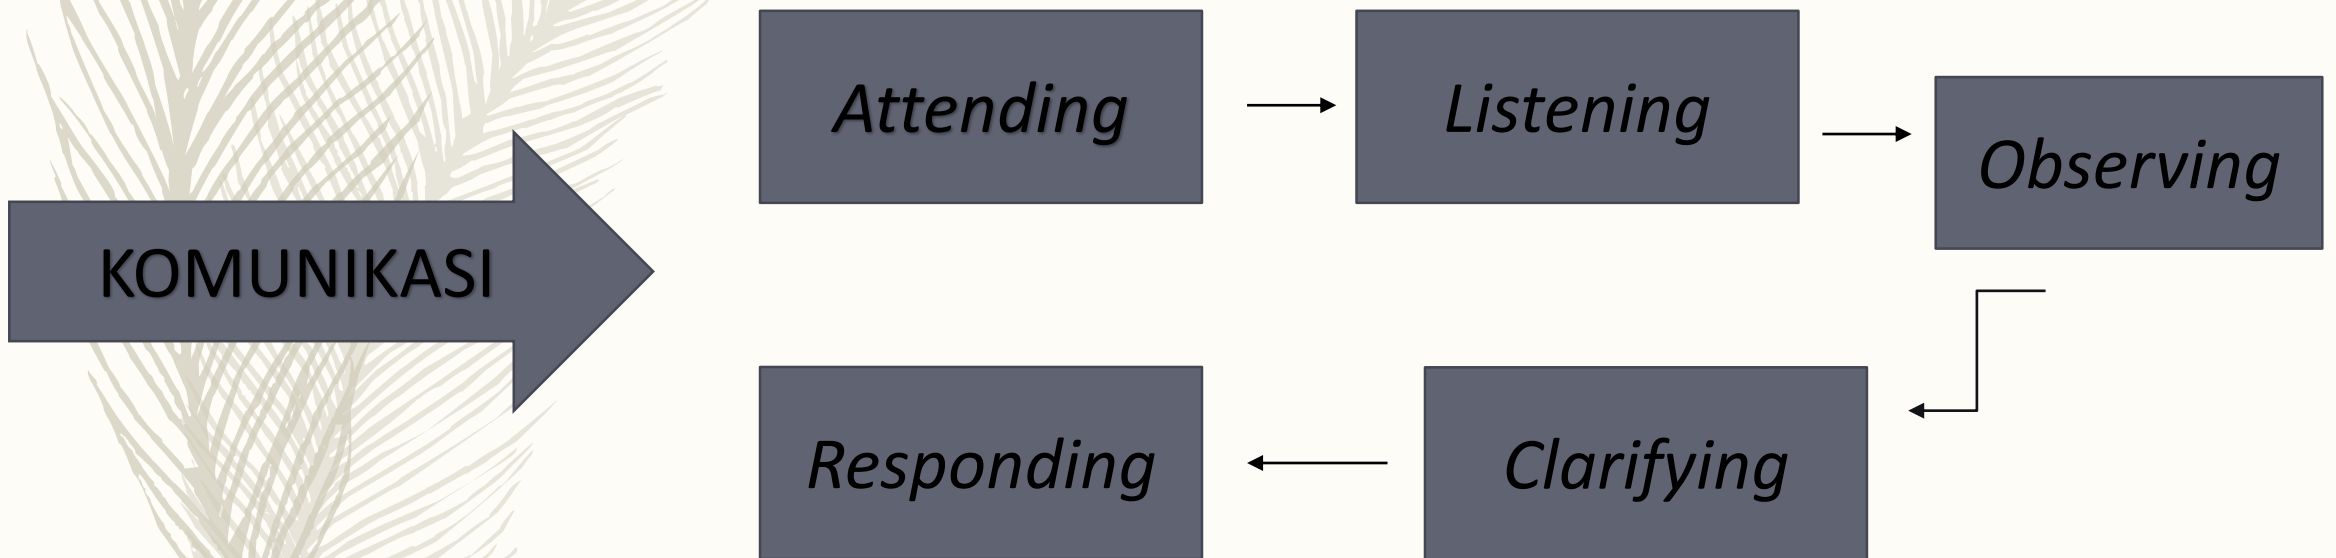 KOMUNIKASI
Attending
Listening
Observing
Clarifying
Responding